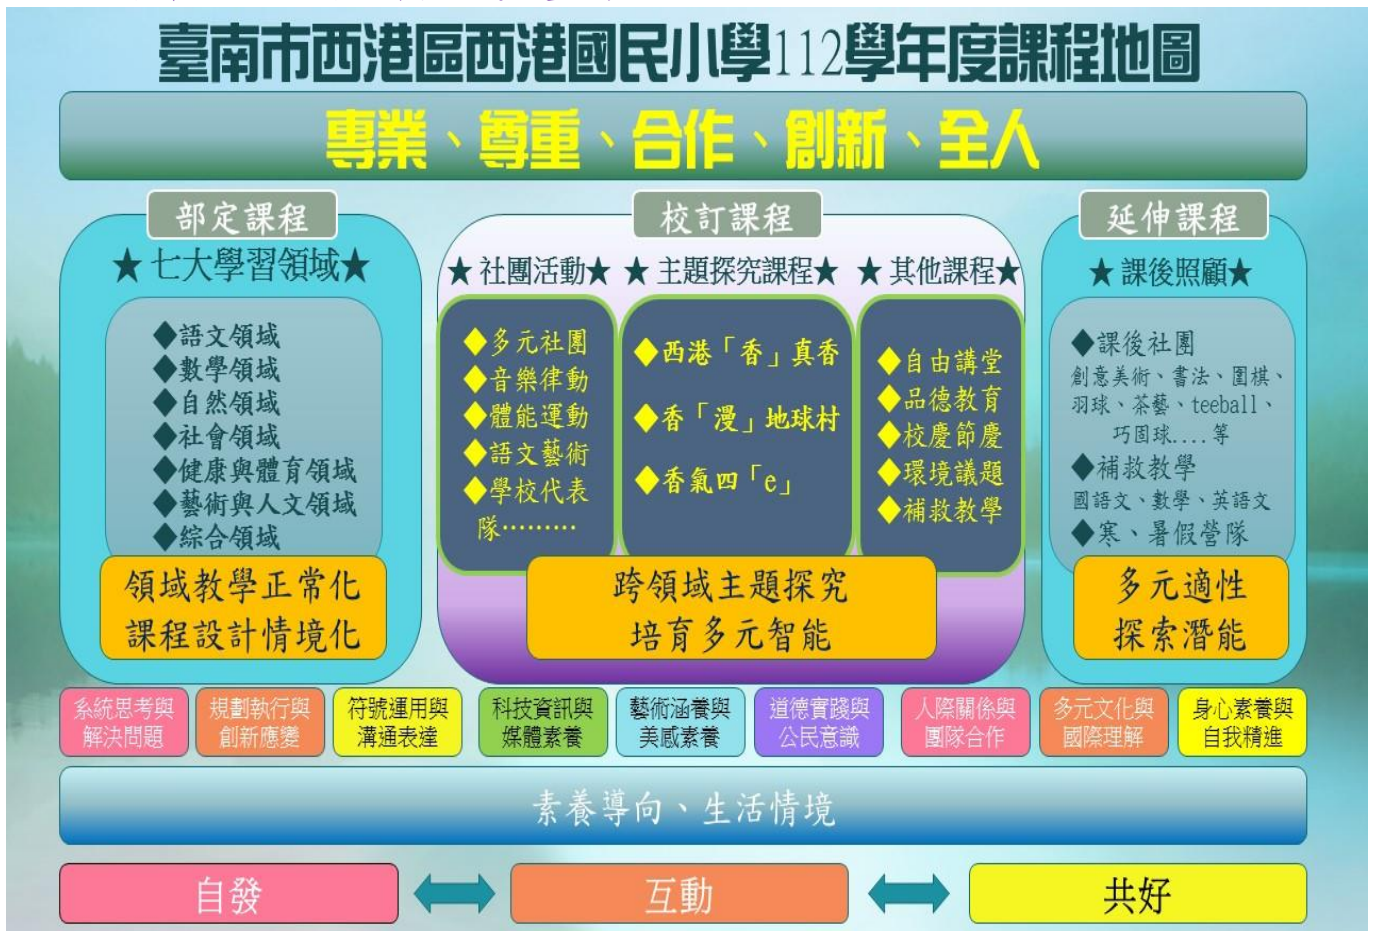 臺南市西港區西港國民小學112學年度課程地圖
專業、尊重、合作、創新、全人
部定課程
★七大學習領域★
◆語文領域
◆數學領域
◆自然領域
◆社會領域
◆健康與體育領域
◆藝術與人文領域
◆綜合領域
領域教學正常化
課程設計情境化
校訂課程
★社團活動★
◆多元社團
◆音樂律動
◆體能運動
◆語文藝術
◆學校代表
隊………
★主題探究課程★
◆西港「香」真香
◆香「漫」地球村
◆香氣四「e」
★其他課程★
◆自由講堂
◆品德教育
◆校慶節慶
◆環境議題
◆補救教學
跨領域主題探究
培育多元智能
延伸課程
★課後照顧★
◆課後社團
創意美術、書法、圍棋、
羽球、茶藝、teeball、
巧固球....等
◆補救教學
國語文、數學、英語文
◆寒、暑假營隊
多元適性
探索潛能
系統思考與
解決問題
規劃執行與
創新應變
符號運用與
溝通表達
科技資訊與
媒體素養
藝術涵養與
美感素養
道德實踐與
公民意識
人際關係與
團隊合作
多元文化與
國際理解
身心素養與
自我精進
素養導向、生活情境
自發
互動
共好